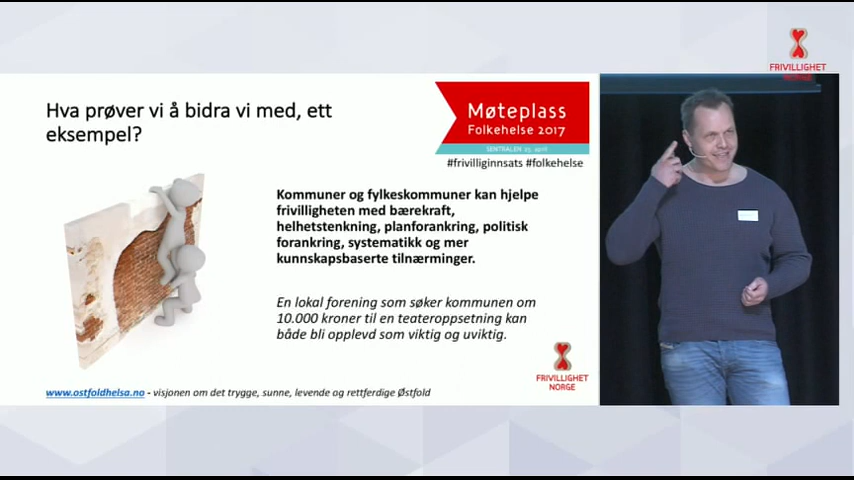 FRIVILLIGHET
NORGE
Hva prøver vi å bidra vi med, ett
eksempel?
Møteplass
Folkehelse 2017
SENTRALEN 25. april
#frivilliginnsats #folkehelse
Kommuner og fylkeskommuner kan hjelpe
frivilligheten med bærekraft,
helhetstenkning, planforankring, politisk
forankring, systematikk og mer
kunnskapsbaserte tilnærminger.
En lokal forening som søker kommunen om
10.000 kroner til en teateroppsetning kan
både bli opplevd som viktig og uviktig.
FRIVILLIGHET
NORGE
www.ostfoldhelsa.no - visjonen om det trygge, sunne, levende og rettferdige Østfold